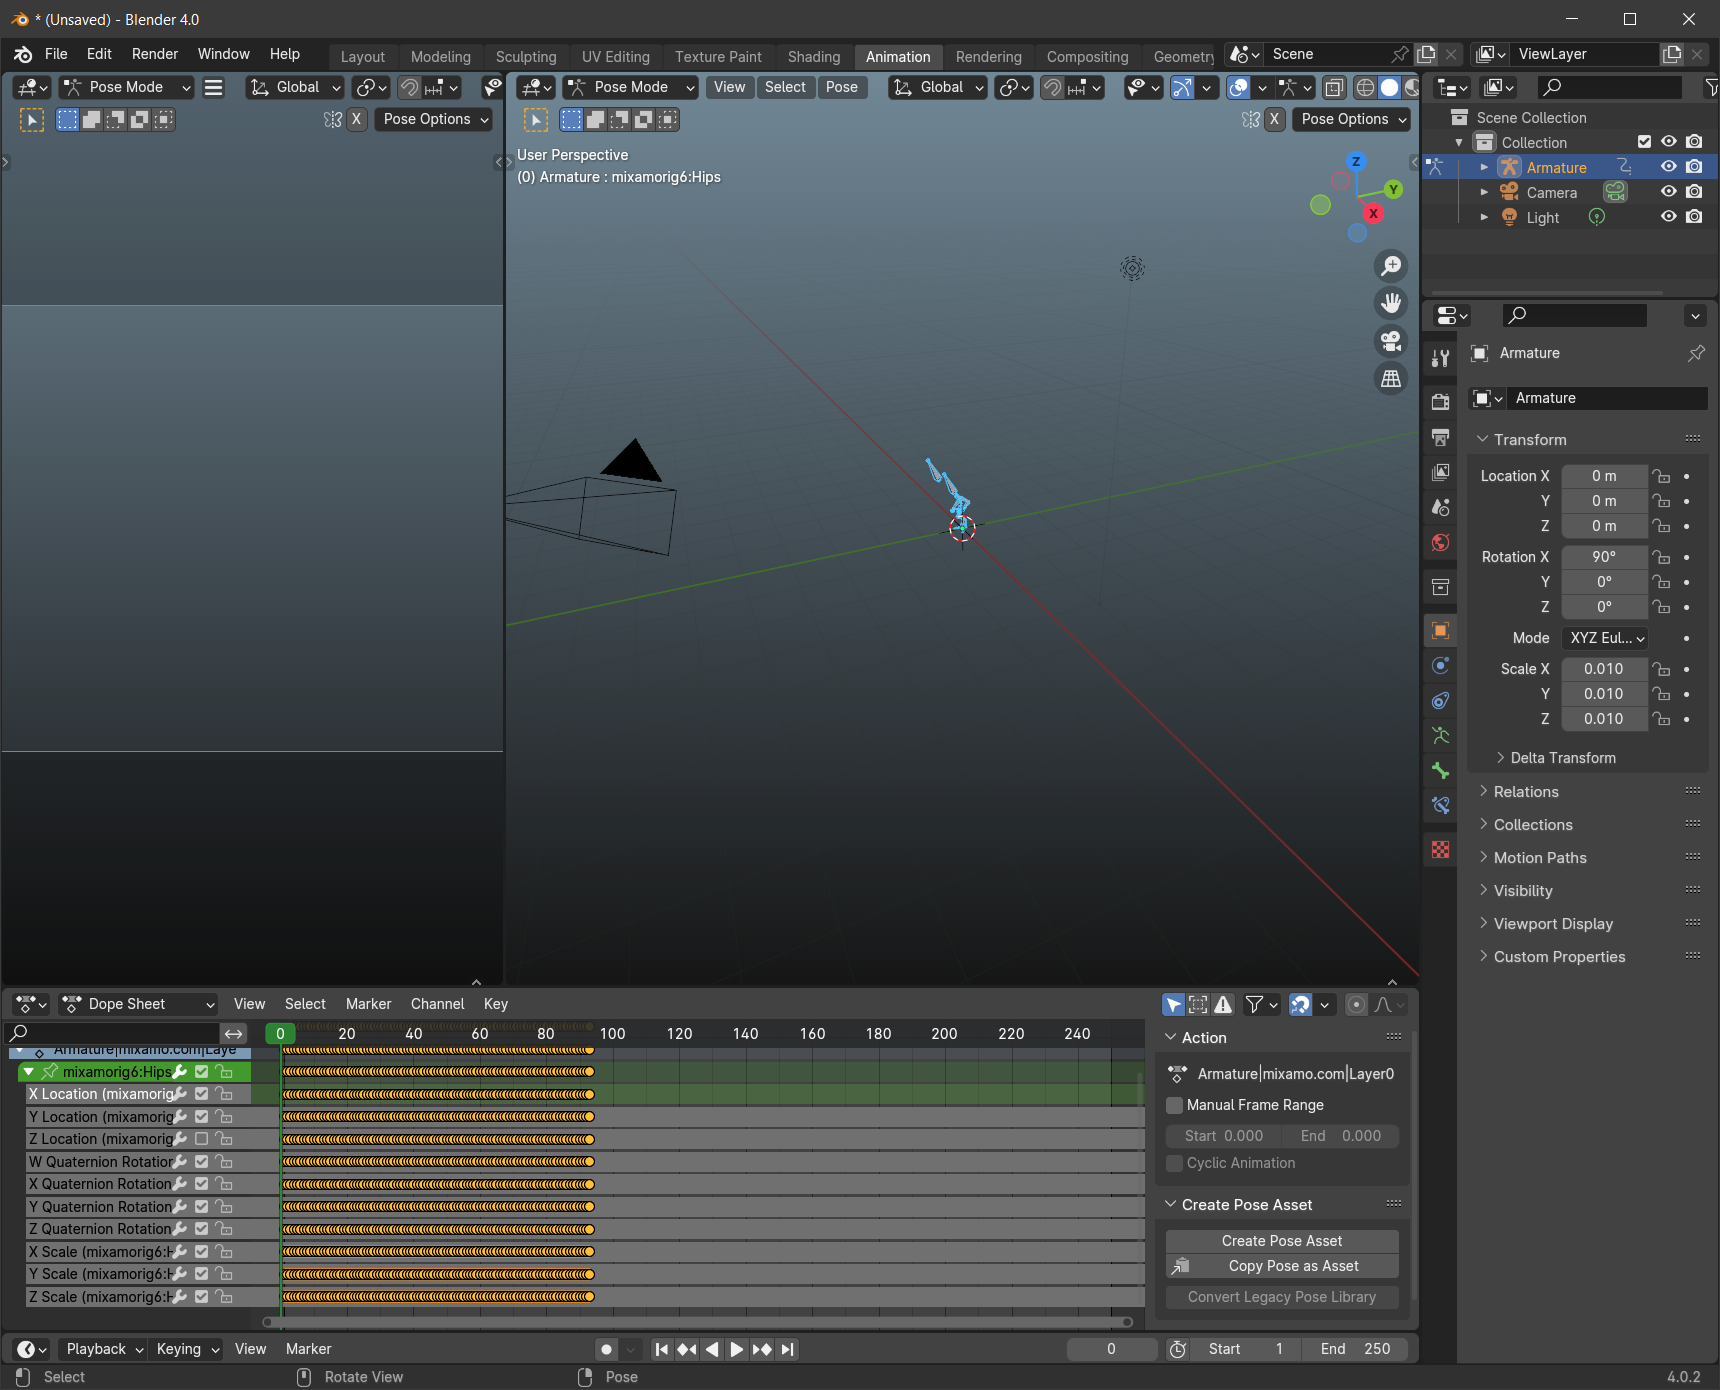 * (Unsaved) - Blender 4.0
File Edit Render Window Help
Layout Modeling Sculpting UV Editing Texture Paint Shading Animation Rendering Compositing Geometry
Scene
ViewLayer
Pose Mode Global
Pose Mode View Select Pose Global
X Pose Options
X Pose Options
User Perspective
(0) Armature : mixamorig6:Hips
Z
Y
X
Scene Collection
Collection
Armature
Camera
Light
Armature
Armature
Transform
Location X 0 m
Y 0 m
Z 0 m
Rotation X 90°
Y 0°
Z 0°
Mode XYZ Eul...
Scale X 0.010
Y 0.010
Z 0.010
Delta Transform
Relations
Collections
Motion Paths
Visibility
Viewport Display
Custom Properties
Dope Sheet View Select Marker Channel Key
0 20 40 60 80 100 120 140 160 180 200 220 240
Armature|mixamo.com|Laye
mixamorig6:Hips
X Location (mixamorig
Y Location (mixamorig
Z Location (mixamorig
W Quaternion Rotation
X Quaternion Rotation
Y Quaternion Rotation
Z Quaternion Rotation
X Scale (mixamorig6:H
Y Scale (mixamorig6:H
Z Scale (mixamorig6:H
Action
Armature|mixamo.com|Layer0
Manual Frame Range
Start 0.000 End 0.000
Cyclic Animation
Create Pose Asset
Create Pose Asset
Copy Pose as Asset
Convert Legacy Pose Library
Playback Keying View Marker
0 Start 1 End 250
Select Rotate View Pose 4.0.2